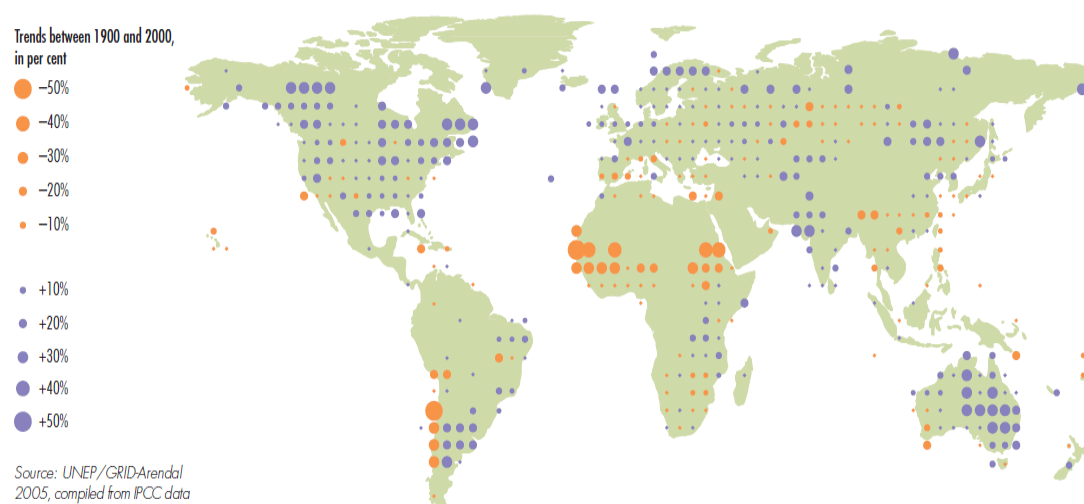 Trends between 1900 and 2000,
in per cent
–50%
–40%
–30%
–20%
–10%
+10%
+20%
+30%
+40%
+50%
Source: UNEP/GRID-Arendal
2005, compiled from IPCC data